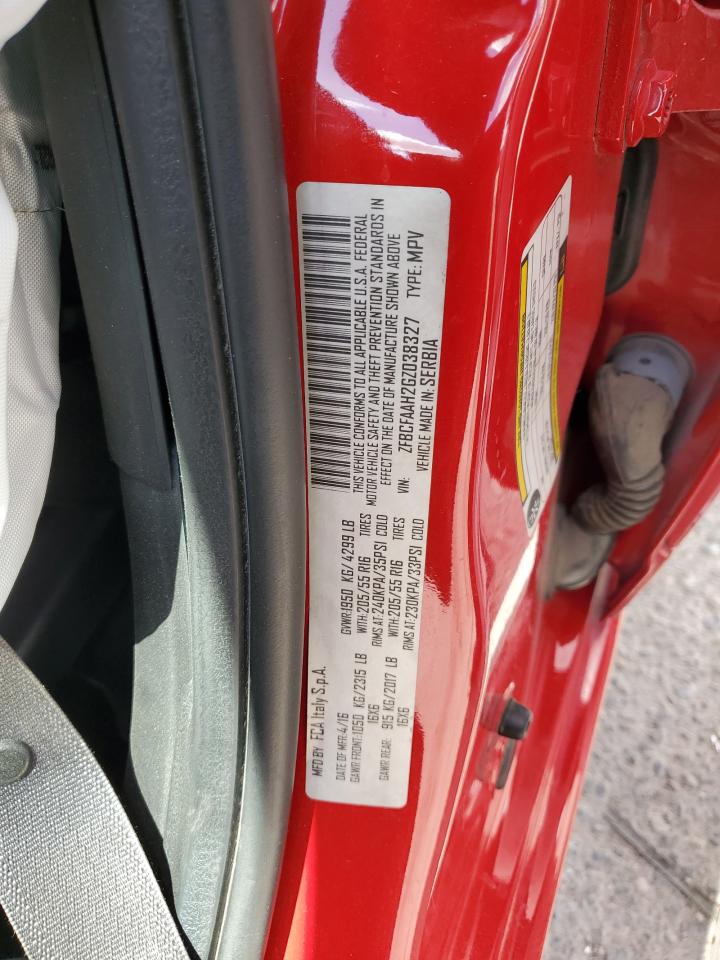 MFD BY FCA Italy S.p.A.
DATE OF MFR: 4/16 GVWR:1950 KG/ 4299 LB
GAWR FRONT:1050 KG/2315 LB WITH:205/55 R16 TIRES
16X6 RIMS AT:240KPA/35PSI COLD
GAWR REAR: 915 KG/2017 LB WITH:205/55 R16 TIRES
16X6 RIMS AT:230KPA/33PSI COLD
THIS VEHICLE CONFORMS TO ALL APPLICABLE U.S.A. FEDERAL
MOTOR VEHICLE SAFETY AND THEFT PREVENTION STANDARDS IN
EFFECT ON THE DATE OF MANUFACTURE SHOWN ABOVE
VIN: ZFBCFAAH2GZ038327 TYPE: MPV
VEHICLE MADE IN: SERBIA